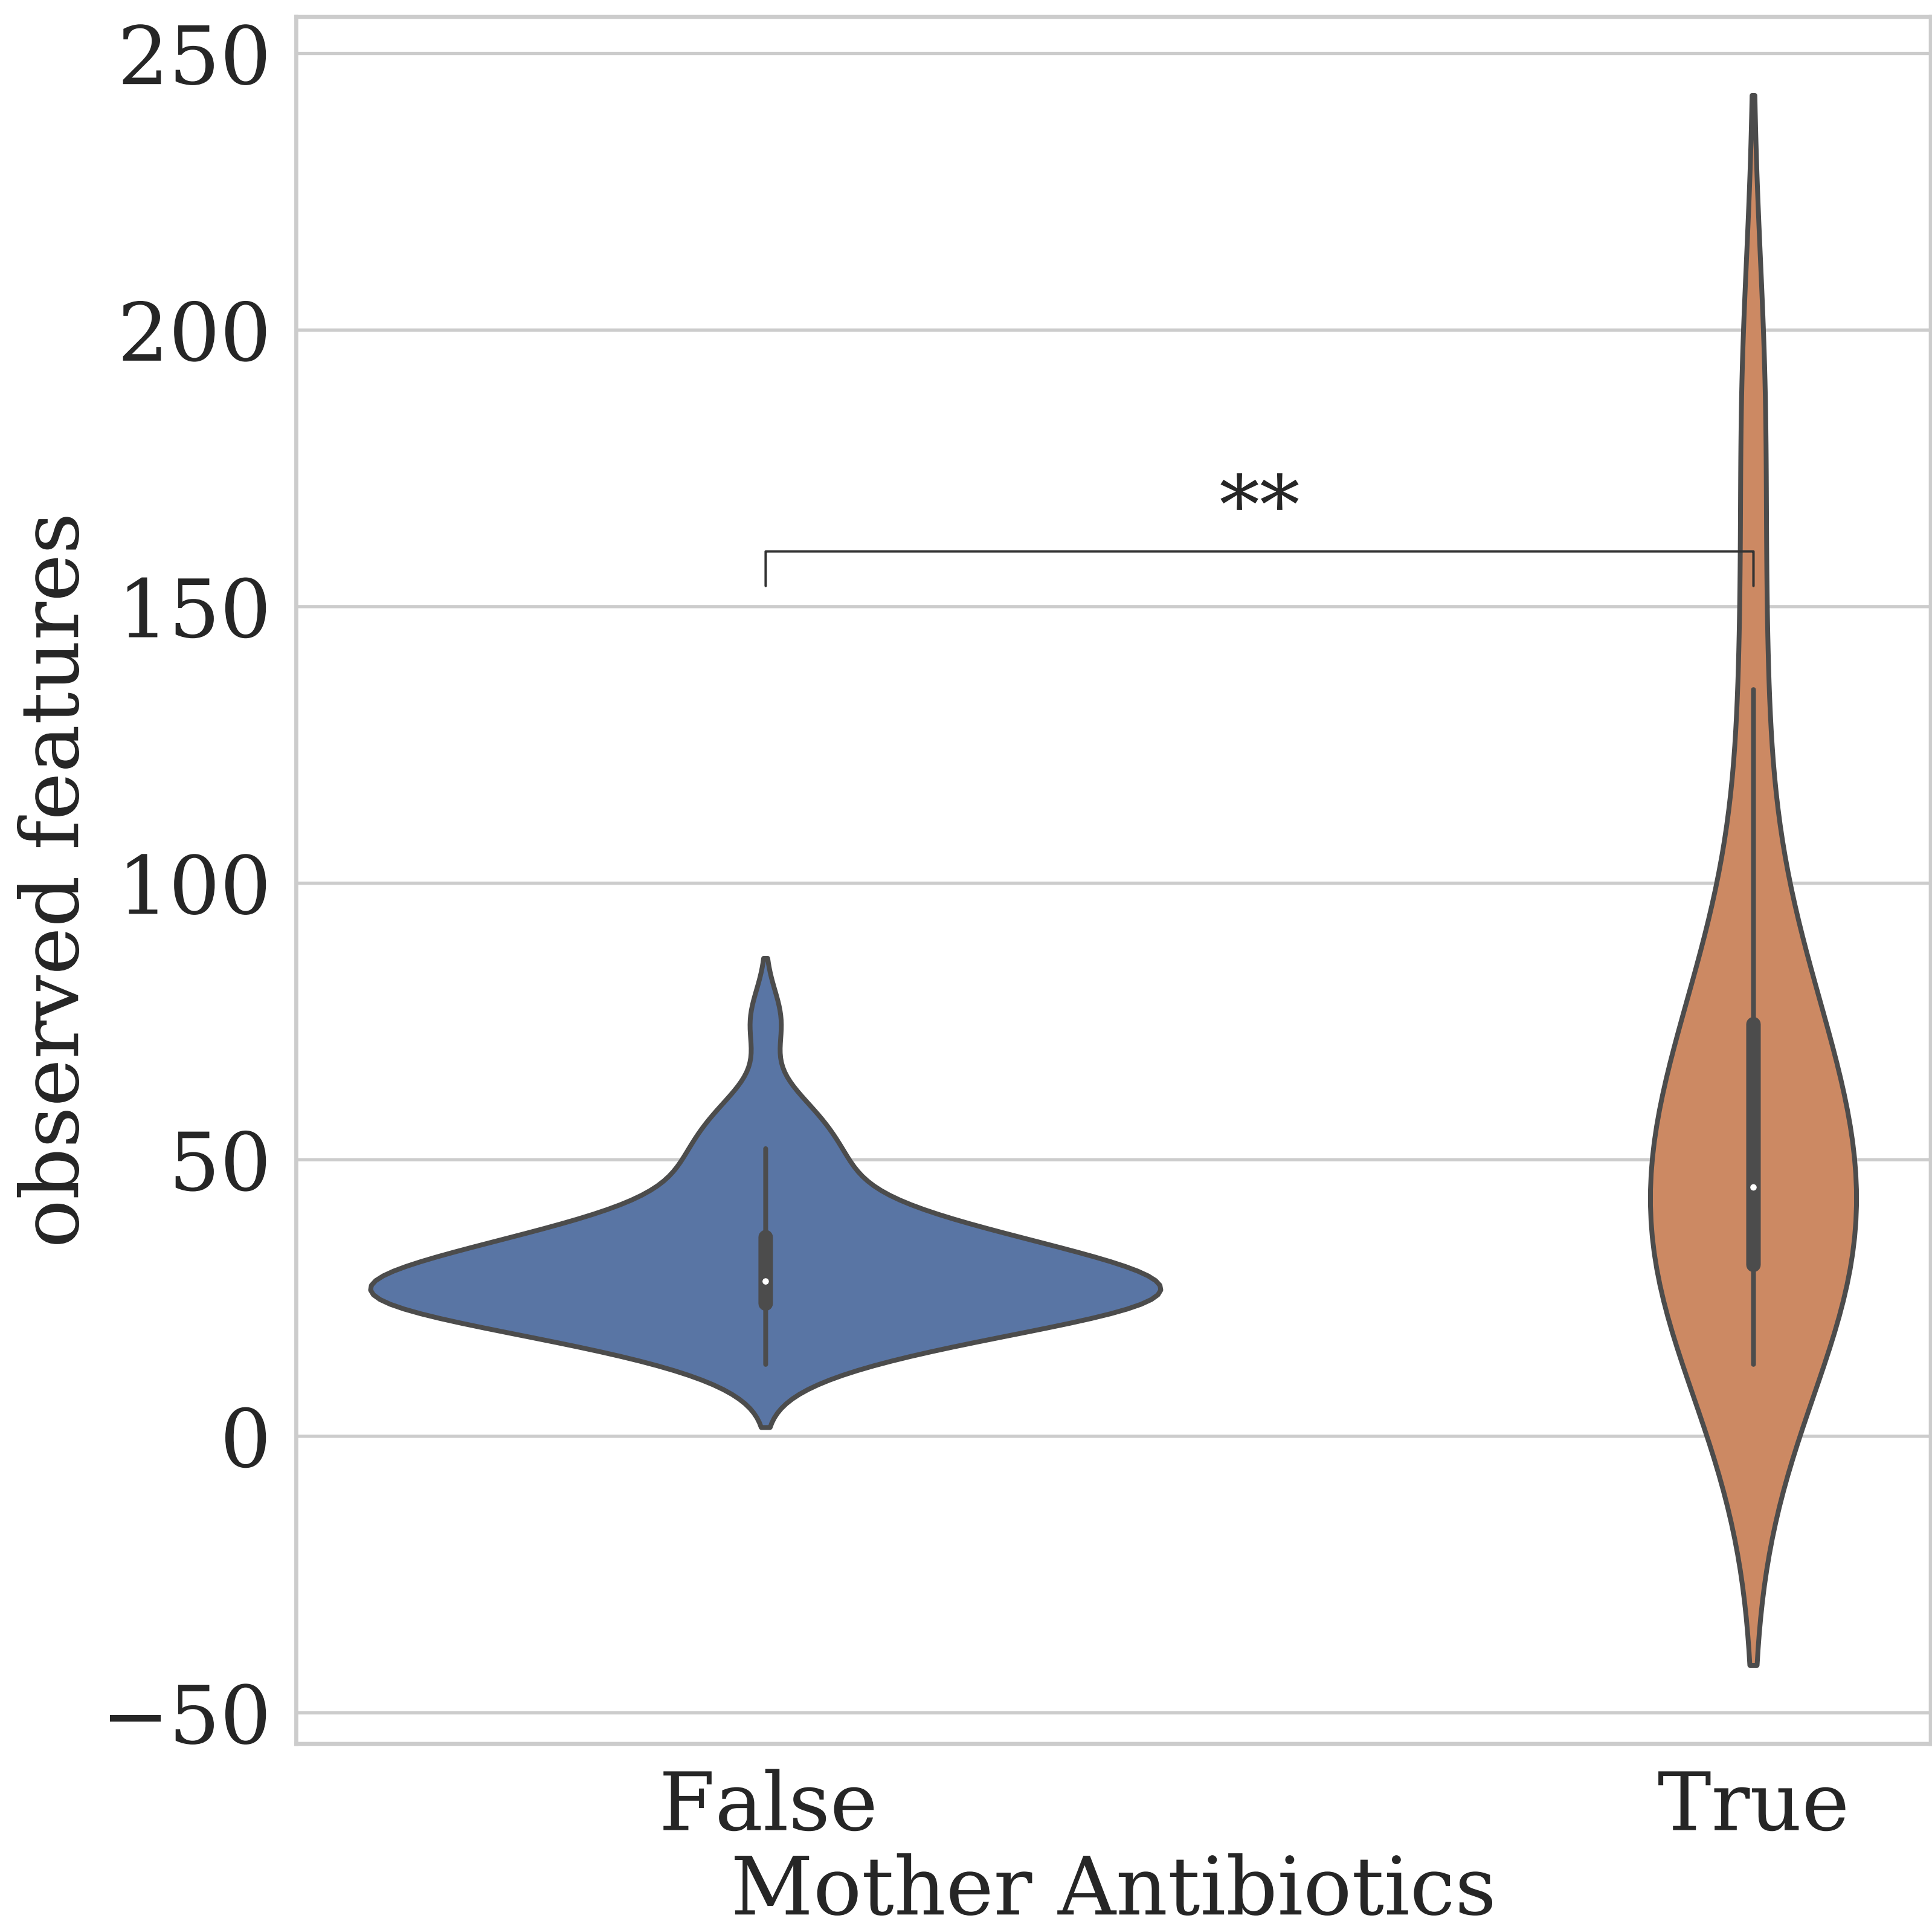 250
200
150
100
50
0
−50
observed features
**
False
True
Mother Antibiotics